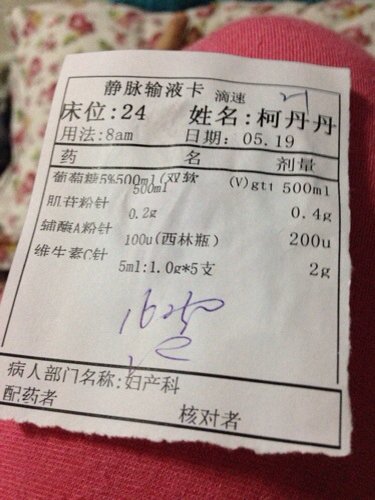 静脉输液卡 滴速
床位:24 姓名:柯丹丹
用法:8am 日期: 05.19
药 名 剂量
葡萄糖5%500ml(双软 (V)gtt 500ml
500ml
肌苷粉针 0.2g 0.4g
辅酶A粉针 100u(西林瓶) 200u
维生素C针 5ml:1.0g*5支 2g
病人部门名称:妇产科
配药者 核对者